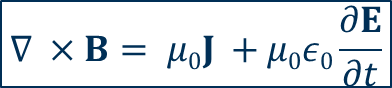 ∇ × B = μ₀J + μ₀ϵ₀ ∂E/∂t